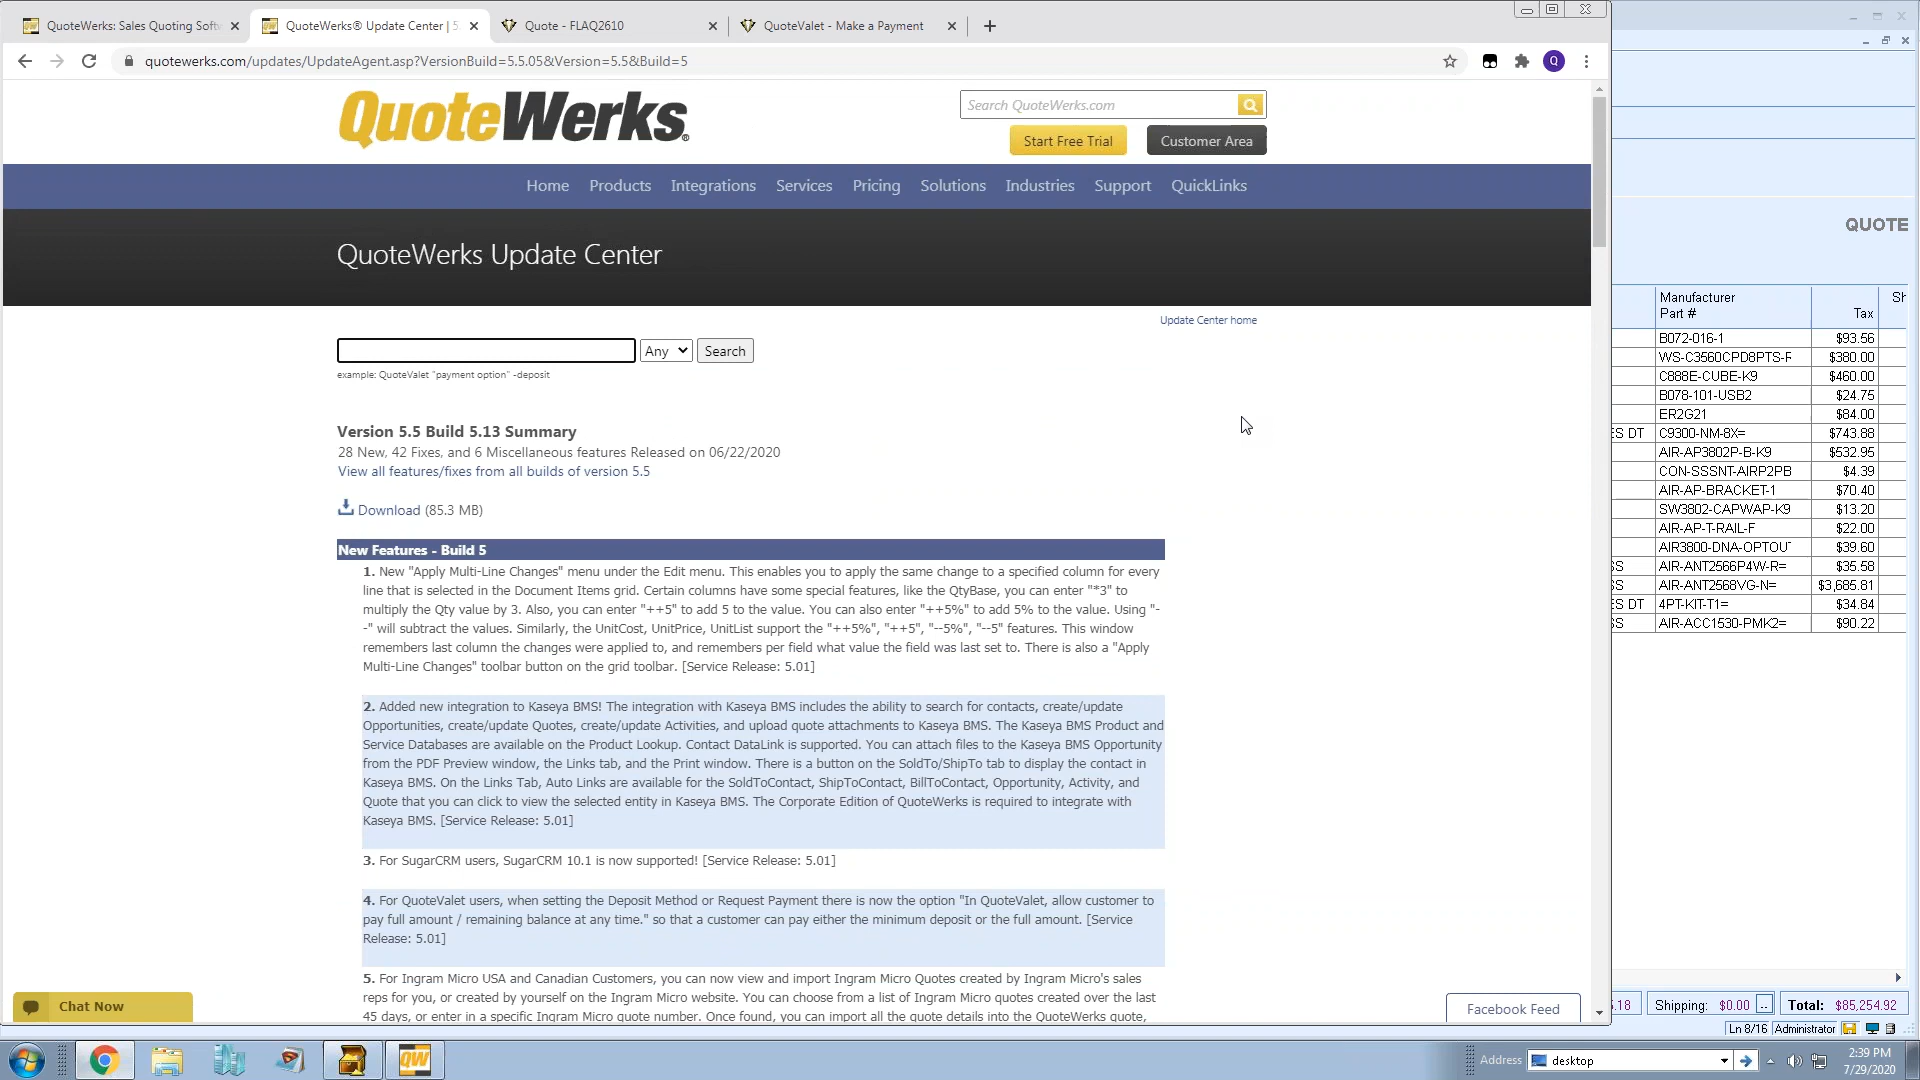 QuoteWerks: Sales Quoting Softw
QuoteWerks® Update Center | 5
Quote - FLAQ2610
QuoteValet - Make a Payment
quotewerks.com/updates/UpdateAgent.asp?VersionBuild=5.5.05&Version=5.5&Build=5
Q
QuoteWerks®
Search QuoteWerks.com
Start Free Trial
Customer Area
Home Products Integrations Services Pricing Solutions Industries Support QuickLinks
QuoteWerks Update Center
Update Center home
Any
Search
example: QuoteValet "payment option" -deposit
Version 5.5 Build 5.13 Summary
28 New, 42 Fixes, and 6 Miscellaneous features Released on 06/22/2020
View all features/fixes from all builds of version 5.5
Download (85.3 MB)
New Features - Build 5
1. New "Apply Multi-Line Changes" menu under the Edit menu. This enables you to apply the same change to a specified column for every
line that is selected in the Document Items grid. Certain columns have some special features, like the QtyBase, you can enter "*3" to
multiply the Qty value by 3. Also, you can enter "++5" to add 5 to the value. You can also enter "++5%" to add 5% to the value. Using "-
-" will subtract the values. Similarly, the UnitCost, UnitPrice, UnitList support the "++5%", "++5", "--5%", "--5" features. This window
remembers last column the changes were applied to, and remembers per field what value the field was last set to. There is also a "Apply
Multi-Line Changes" toolbar button on the grid toolbar. [Service Release: 5.01]
2. Added new integration to Kaseya BMS! The integration with Kaseya BMS includes the ability to search for contacts, create/update
Opportunities, create/update Quotes, create/update Activities, and upload quote attachments to Kaseya BMS. The Kaseya BMS Product and
Service Databases are available on the Product Lookup. Contact DataLink is supported. You can attach files to the Kaseya BMS Opportunity
from the PDF Preview window, the Links tab, and the Print window. There is a button on the SoldTo/ShipTo tab to display the contact in
Kaseya BMS. On the Links Tab, Auto Links are available for the SoldToContact, ShipToContact, BillToContact, Opportunity, Activity, and
Quote that you can click to view the selected entity in Kaseya BMS. The Corporate Edition of QuoteWerks is required to integrate with
Kaseya BMS. [Service Release: 5.01]
3. For SugarCRM users, SugarCRM 10.1 is now supported! [Service Release: 5.01]
4. For QuoteValet users, when setting the Deposit Method or Request Payment there is now the option "In QuoteValet, allow customer to
pay full amount / remaining balance at any time." so that a customer can pay either the minimum deposit or the full amount. [Service
Release: 5.01]
5. For Ingram Micro USA and Canadian Customers, you can now view and import Ingram Micro Quotes created by Ingram Micro's sales
reps for you, or created by yourself on the Ingram Micro website. You can choose from a list of Ingram Micro quotes created over the last
45 days, or enter in a specific Ingram Micro quote number. Once found, you can import all the quote details into the QuoteWerks quote,
Chat Now
Facebook Feed
QUOTE
Manufacturer
Part # Tax Sh
B072-016-1 $93.56
WS-C3560CPD8PTS-F $380.00
C888E-CUBE-K9 $460.00
B078-101-USB2 $24.75
ER2G21 $84.00
ES DT C9300-NM-8X= $743.88
AIR-AP3802P-B-K9 $532.95
CON-SSSNT-AIRP2PB $4.39
AIR-AP-BRACKET-1 $70.40
SW3802-CAPWAP-K9 $13.20
AIR-AP-T-RAIL-F $22.00
AIR3800-DNA-OPTOUT $39.60
SS AIR-ANT2566P4W-R= $35.58
SS AIR-ANT2568VG-N= $3,685.81
ES DT 4PT-KIT-T1= $34.84
SS AIR-ACC1530-PMK2= $90.22
.18 Shipping: $0.00 .. Total: $85,254.92
Ln 8/16 Administrator
QW
Address desktop
2:39 PM
7/29/2020